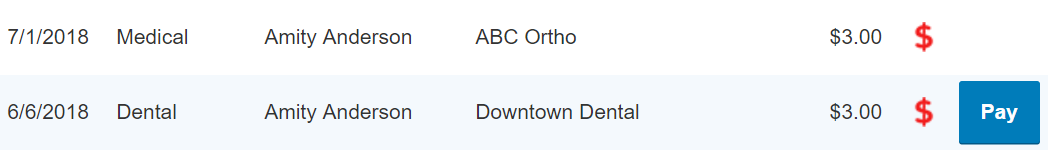 7/1/2018 Medical Amity Anderson ABC Ortho $3.00 $
6/6/2018 Dental Amity Anderson Downtown Dental $3.00 $ Pay